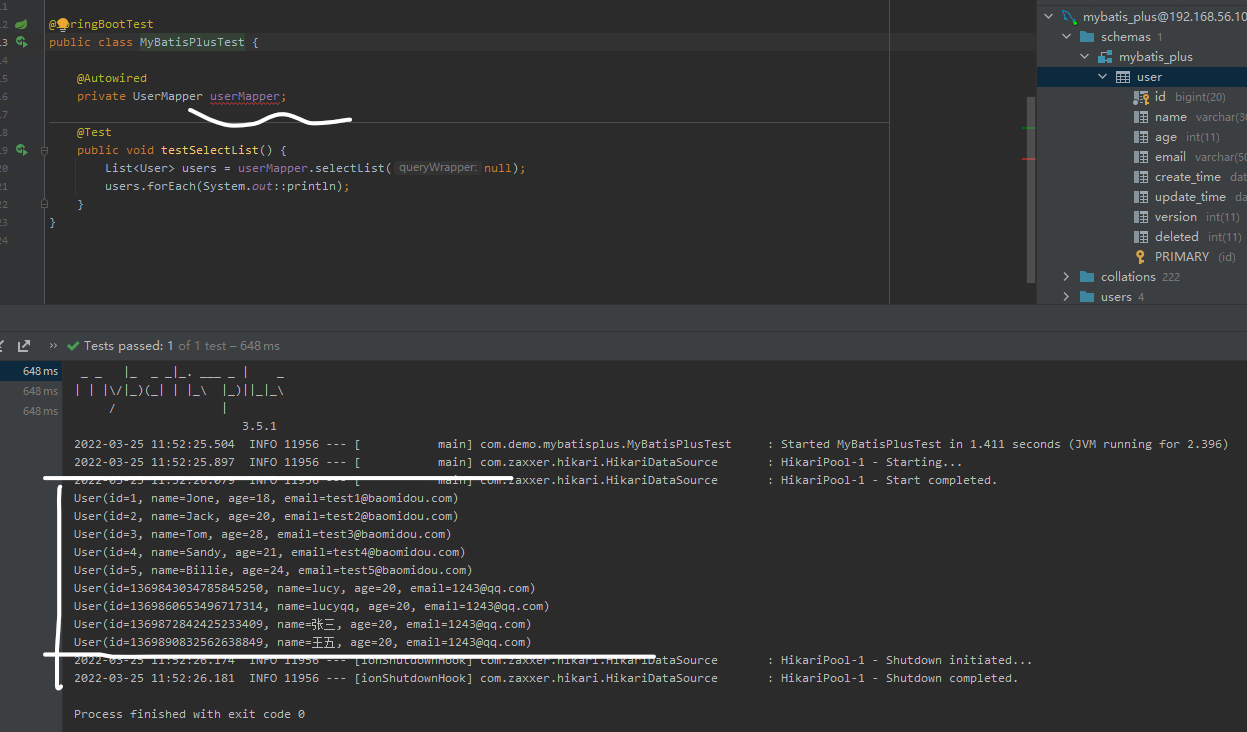 @SpringBootTest
public class MyBatisPlusTest {
@Autowired
private UserMapper userMapper;
@Test
public void testSelectList() {
List<User> users = userMapper.selectList( queryWrapper: null);
users.forEach(System.out::println);
}
}
mybatis_plus@192.168.56.10
schemas 1
mybatis_plus
user
id bigint(20)
name varchar(3
age int(11)
email varchar(50
create_time dat
update_time da
version int(11)
deleted int(11)
PRIMARY (id)
collations 222
users 4
Tests passed: 1 of 1 test – 648 ms
648 ms
648 ms
648 ms
3.5.1
2022-03-25 11:52:25.504 INFO 11956 --- [ main] com.demo.mybatisplus.MyBatisPlusTest : Started MyBatisPlusTest in 1.411 seconds (JVM running for 2.396)
2022-03-25 11:52:25.897 INFO 11956 --- [ main] com.zaxxer.hikari.HikariDataSource : HikariPool-1 - Starting...
2022-03-25 11:52:26.079 INFO 11956 --- [ main] com.zaxxer.hikari.HikariDataSource : HikariPool-1 - Start completed.
User(id=1, name=Jone, age=18, email=test1@baomidou.com)
User(id=2, name=Jack, age=20, email=test2@baomidou.com)
User(id=3, name=Tom, age=28, email=test3@baomidou.com)
User(id=4, name=Sandy, age=21, email=test4@baomidou.com)
User(id=5, name=Billie, age=24, email=test5@baomidou.com)
User(id=1369843034785845250, name=lucy, age=20, email=1243@qq.com)
User(id=1369860653496717314, name=lucyqq, age=20, email=1243@qq.com)
User(id=1369872842425233409, name=张三, age=20, email=1243@qq.com)
User(id=1369890832562638849, name=王五, age=20, email=1243@qq.com)
2022-03-25 11:52:26.174 INFO 11956 --- [ionShutdownHook] com.zaxxer.hikari.HikariDataSource : HikariPool-1 - Shutdown initiated...
2022-03-25 11:52:26.181 INFO 11956 --- [ionShutdownHook] com.zaxxer.hikari.HikariDataSource : HikariPool-1 - Shutdown completed.
Process finished with exit code 0